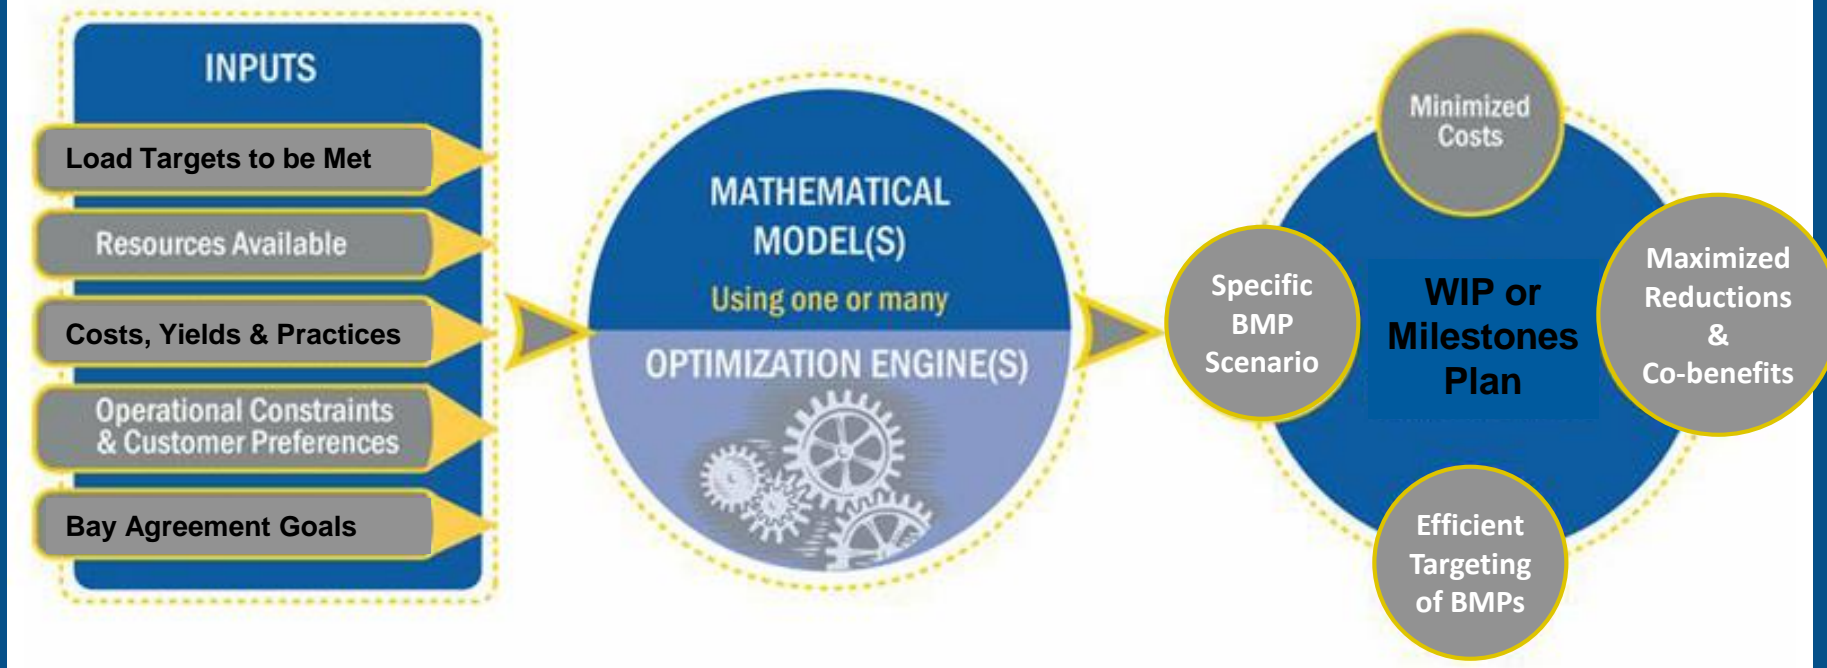 INPUTS
Load Targets to be Met
Resources Available
Costs, Yields & Practices
Operational Constraints
& Customer Preferences
Bay Agreement Goals
MATHEMATICAL
MODEL(S)
Using one or many
OPTIMIZATION ENGINE(S)
Minimized
Costs
Specific
BMP
Scenario
WIP or
Milestones
Plan
Maximized
Reductions
&
Co-benefits
Efficient
Targeting
of BMPs